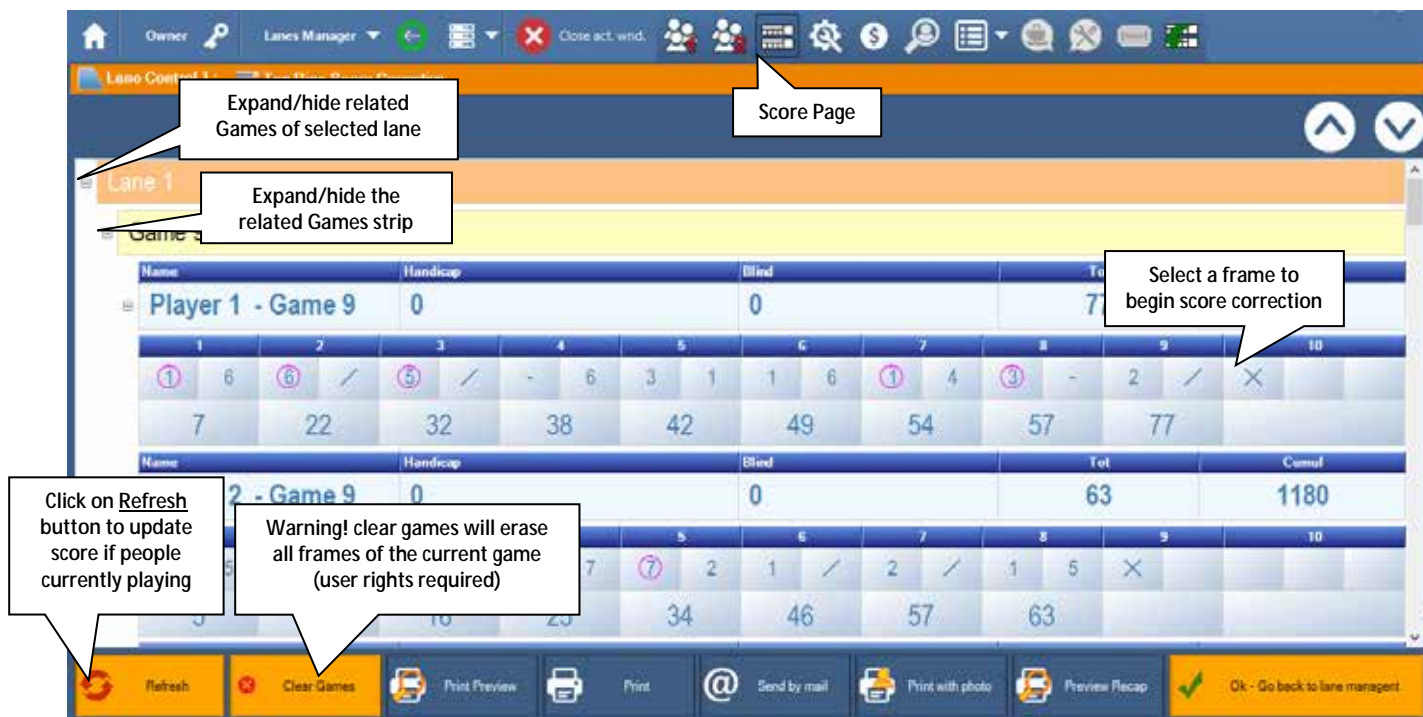 Owner Lanes Manager Close act. wnd.
Lane Control
Score Page
Expand/hide related
Games of selected lane
Lane 1
Expand/hide the
related Games strip
Game
Name Handicap Blind
Select a frame to
begin score correction
Player 1 - Game 9 0 0 77
1 2 3 4 5 6 7 8 9 10
1 6 6 / 5 / - 6 3 1 1 6 1 4 3 - 2 / X
7 22 32 38 42 49 54 57 77
Name Handicap Blind Tot Cumul
2 - Game 9 0 0 63 1180
Click on Refresh
button to update
score if people
currently playing
Warning! clear games will erase
all frames of the current game
(user rights required)
5 6 7 8 9 10
5 7 7 2 1 / 2 / 1 5 X
34 46 57 63
Refresh Clear Games Print Preview Print @ Send by mail Print with photo Preview Recap Ok - Go back to lane managent